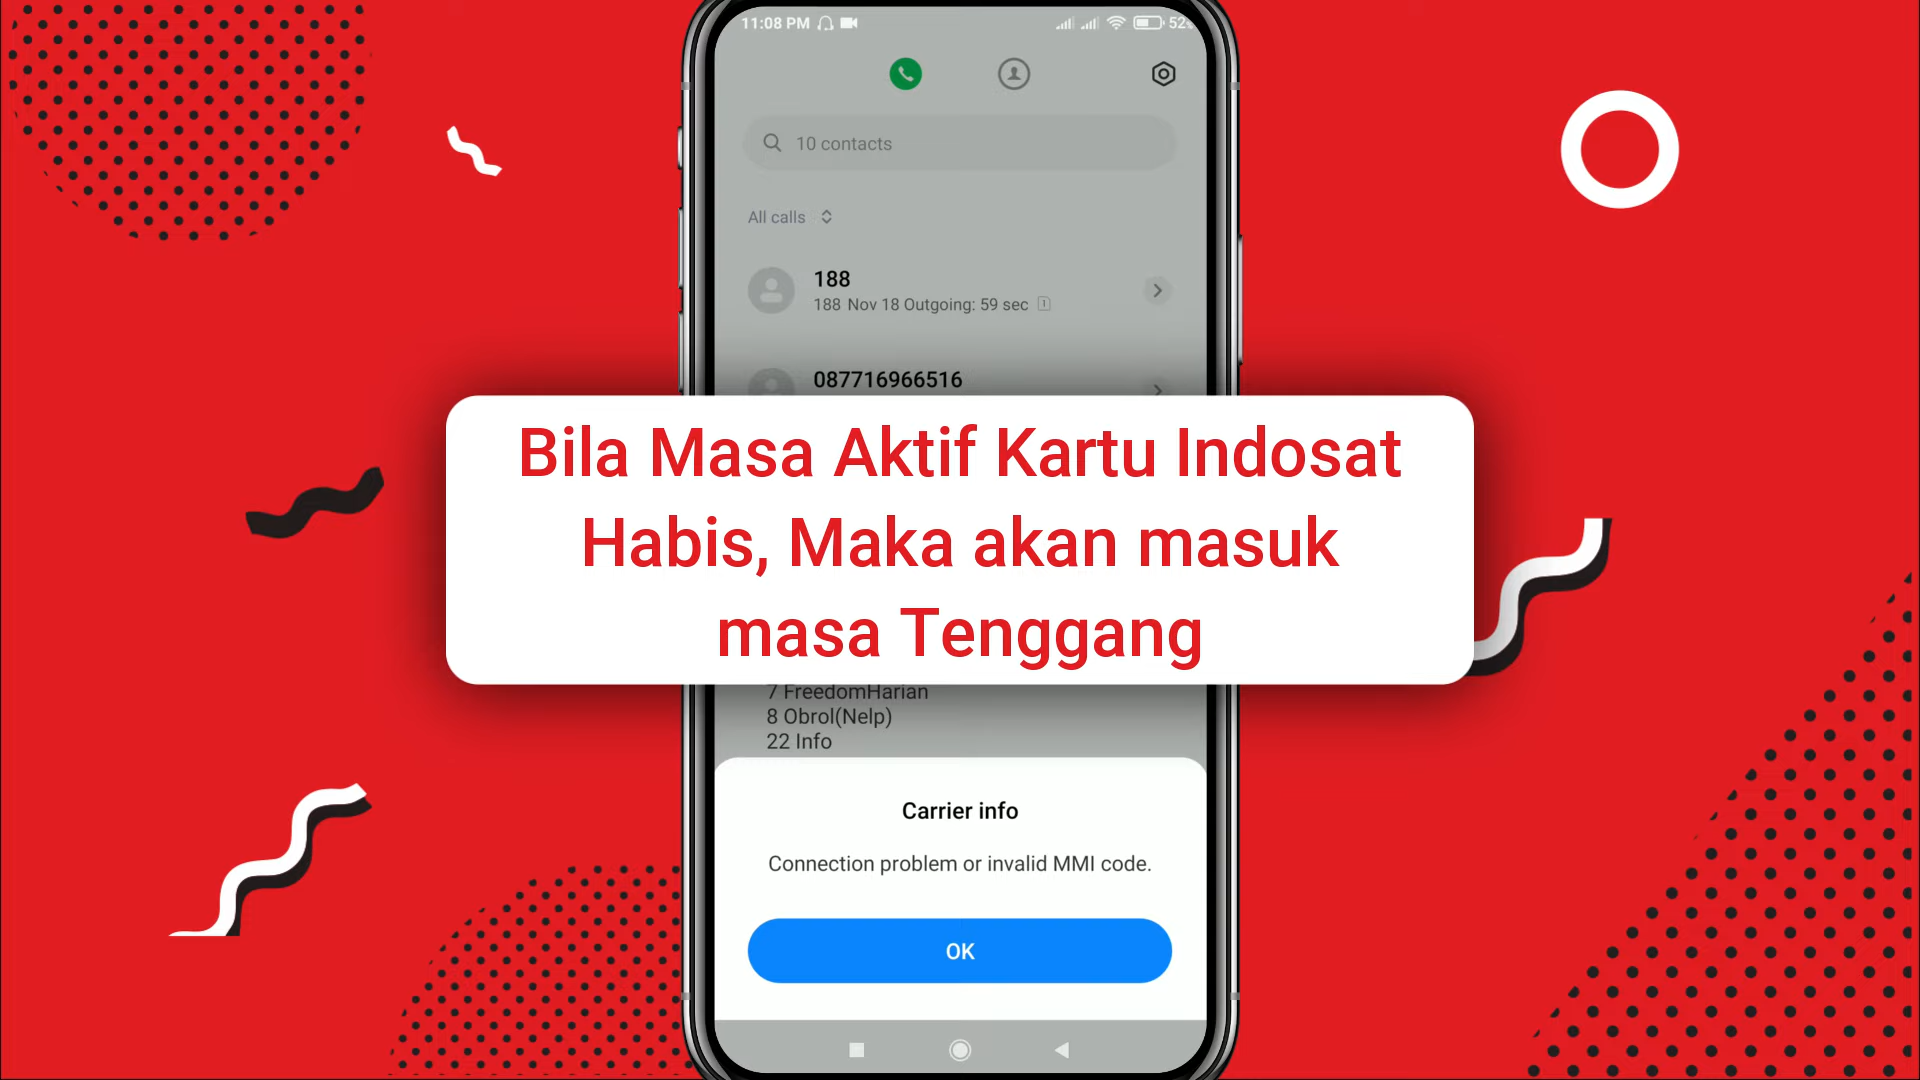 11:08 PM
52
10 contacts
All calls
188
188 Nov 18 Outgoing: 59 sec 1
087716966516
Bila Masa Aktif Kartu Indosat
Habis, Maka akan masuk
masa Tenggang
7 FreedomHarian
8 Obrol(Nelp)
22 Info
Carrier info
Connection problem or invalid MMI code.
OK